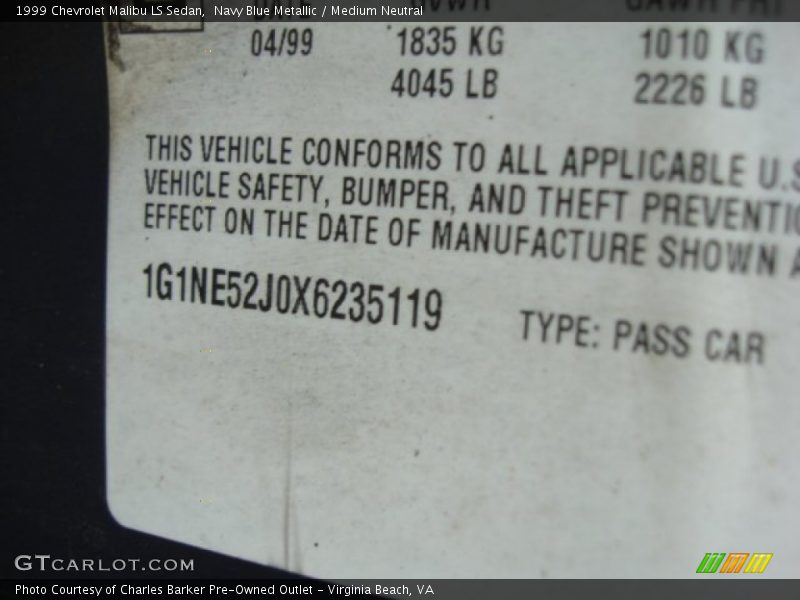 1999 Chevrolet Malibu LS Sedan, Navy Blue Metallic / Medium Neutral
04/99 1835 KG 1010 KG
4045 LB 2226 LB
THIS VEHICLE CONFORMS TO ALL APPLICABLE U.S
VEHICLE SAFETY, BUMPER, AND THEFT PREVENTIO
EFFECT ON THE DATE OF MANUFACTURE SHOWN A
1G1NE52J0X6235119 TYPE: PASS CAR
GTCARLOT.COM
Photo Courtesy of Charles Barker Pre-Owned Outlet - Virginia Beach, VA